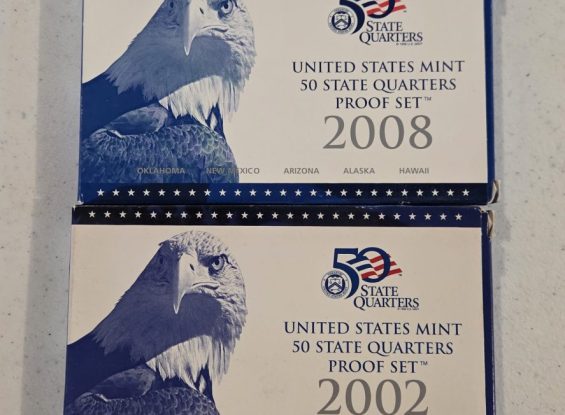 50
STATE
QUARTERS
UNITED STATES MINT
50 STATE QUARTERS
PROOF SET™
2008
OKLAHOMA NEW MEXICO ARIZONA ALASKA HAWAII
50
STATE
QUARTERS
UNITED STATES MINT
50 STATE QUARTERS
PROOF SET™
2002